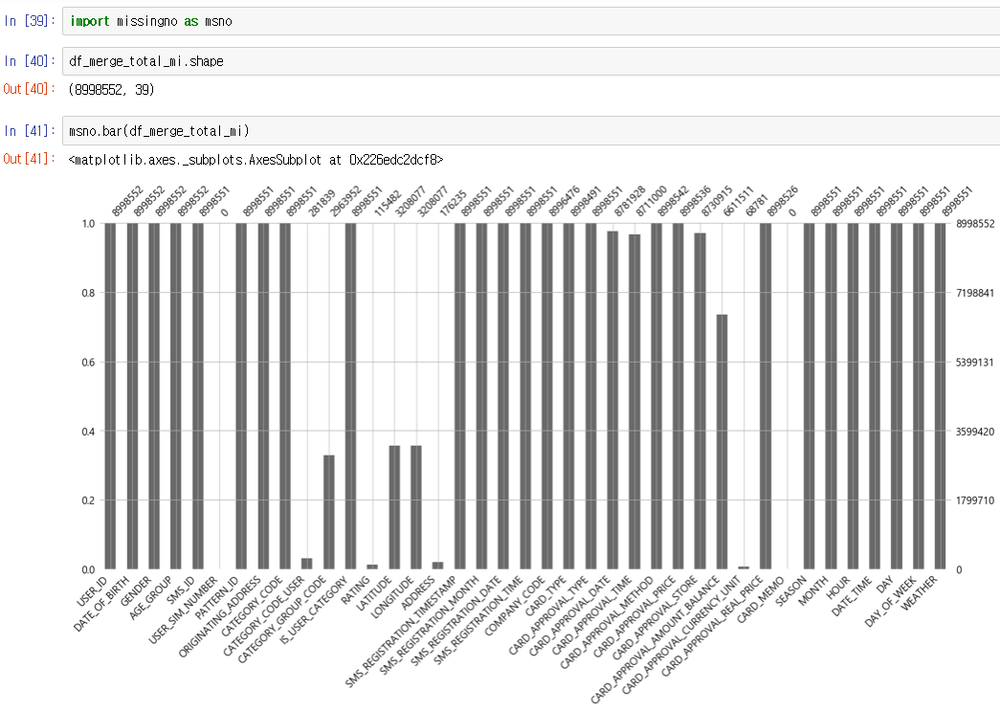 In [39]: import missingno as msno
In [40]: df_merge_total_mi.shape
Out[40]: (8998552, 39)
In [41]: msno.bar(df_merge_total_mi)
Out[41]: <matplotlib.axes._subplots.AxesSubplot at 0x226edc2dcf8>
8998552
8998552
8998552
8998552
8998551
0
8998551
8998551
8998551
281839
2963952
8998551
115482
3208077
3208077
176235
8998551
8998551
8998551
8998551
8996476
8998491
8998551
8781928
8711000
8998542
8998536
8730915
6611511
68781
8998526
0
8998551
8998551
8998551
8998551
8998551
8998551
8998551
1.0 8998552
0.8 7198841
0.6 5399131
0.4 3599420
0.2 1799710
0.0 0
USER_ID
DATE_OF_BIRTH
GENDER
AGE_GROUP
SMS_ID
USER_SIM_NUMBER
PATTERN_ID
ORIGINATING_ADDRESS
CATEGORY_CODE
CATEGORY_CODE_USER
CATEGORY_GROUP_CODE
IS_USER_CATEGORY
RATING
LATITUDE
LONGITUDE
ADDRESS
SMS_REGISTRATION_TIMESTAMP
SMS_REGISTRATION_MONTH
SMS_REGISTRATION_DATE
SMS_REGISTRATION_TIME
COMPANY_CODE
CARD_TYPE
CARD_APPROVAL_TYPE
CARD_APPROVAL_DATE
CARD_APPROVAL_TIME
CARD_APPROVAL_METHOD
CARD_APPROVAL_PRICE
CARD_APPROVAL_STORE
CARD_APPROVAL_AMOUNT_BALANCE
CARD_APPROVAL_CURRENCY_UNIT
CARD_APPROVAL_REAL_PRICE
CARD_MEMO
SEASON
MONTH
HOUR
DATE_TIME
DAY
DAY_OF_WEEK
WEATHER